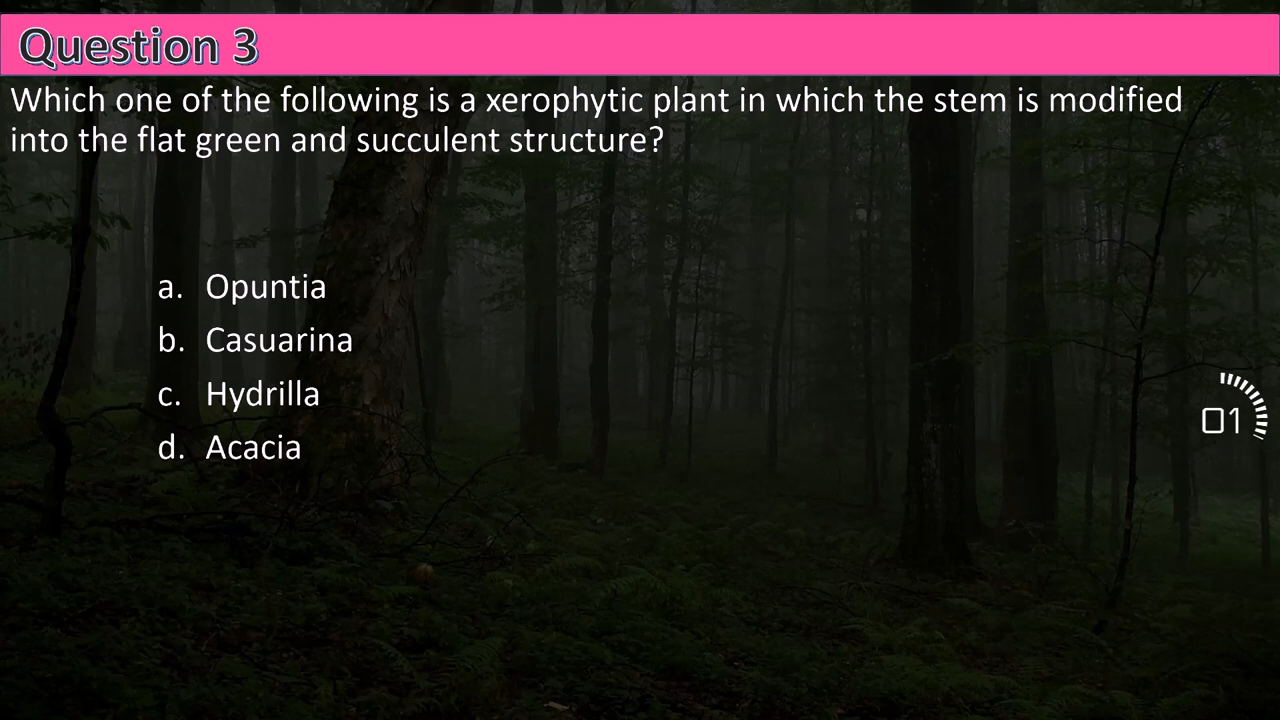 Question 3
Which one of the following is a xerophytic plant in which the stem is modified
into the flat green and succulent structure?
a. Opuntia
b. Casuarina
c. Hydrilla
d. Acacia
01